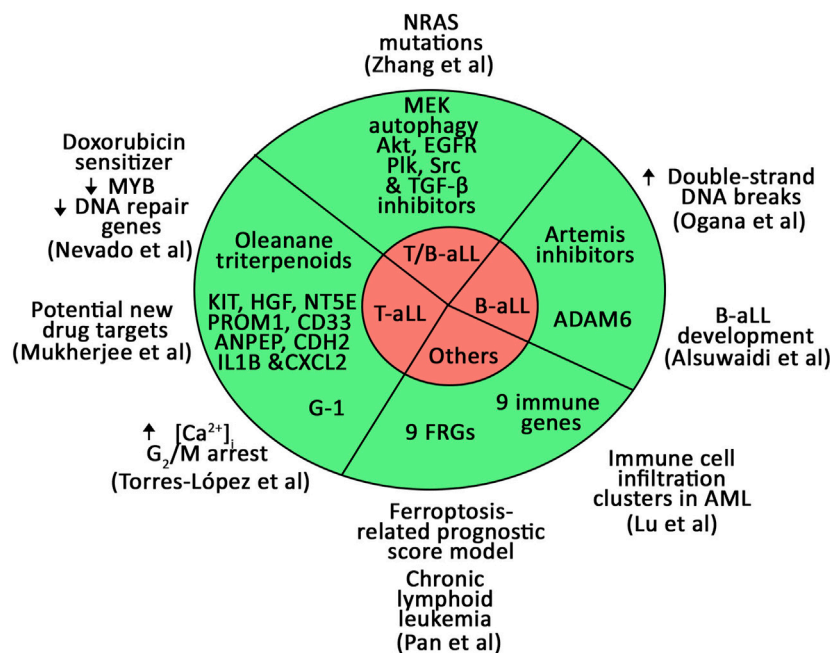 NRAS
mutations
(Zhang et al)
MEK
autophagy
Akt, EGFR
Plk, Src
& TGF-β
inhibitors
Doxorubicin
sensitizer
↓ MYB
↓ DNA repair
genes
(Nevado et al)
↑ Double-strand
DNA breaks
(Ogana et al)
Oleanane
triterpenoids
T/B-aLL
Artemis
inhibitors
Potential new
drug targets
(Mukherjee et al)
KIT, HGF, NT5E
PROM1, CD33
ANPEP, CDH2
IL1B &CXCL2
T-aLL
B-aLL
Others
ADAM6
B-aLL
development
(Alsuwaidi et al)
G-1
9 FRGs
9 immune
genes
↑ [Ca²⁺]ᵢ
G₂/M arrest
(Torres-López et al)
Immune cell
infiltration
clusters in AML
(Lu et al)
Ferroptosis-
related prognostic
score model
Chronic
lymphoid
leukemia
(Pan et al)